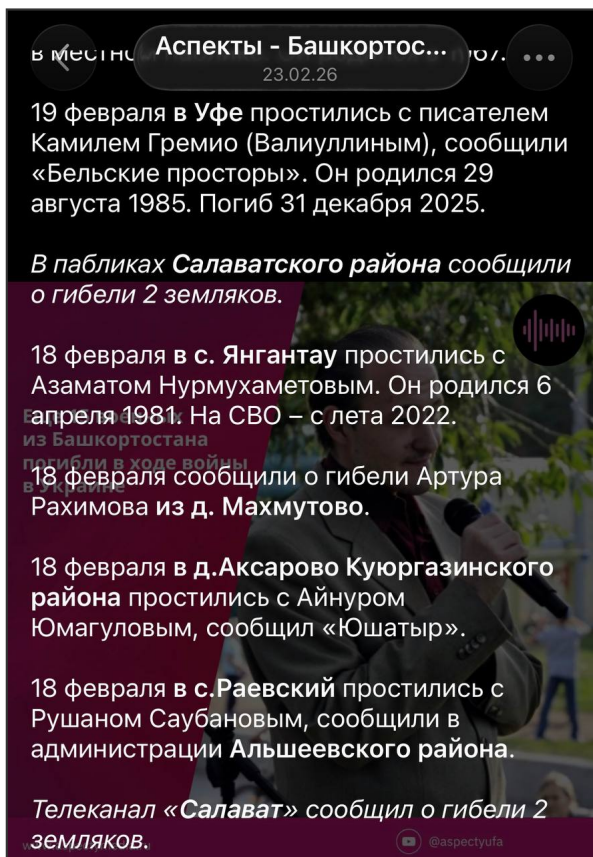 Аспекты - Башкортос...
23.02.26
19 февраля в Уфе простились с писателем
Камилем Гремио (Валиуллиным), сообщили
«Бельские просторы». Он родился 29
августа 1985. Погиб 31 декабря 2025.
В пабликах Салаватского района сообщили
о гибели 2 земляков.
18 февраля в с. Янгантау простились с
Азаматом Нурмухаметовым. Он родился 6
апреля 1981. На СВО – с лета 2022.
из Башкортостана
погибли в ходе войны
в Украине
18 февраля сообщили о гибели Артура
Рахимова из д. Махмутово.
18 февраля в д.Аксарово Куюргазинского
района простились с Айнуром
Юмагуловым, сообщил «Юшатыр».
18 февраля в с.Раевский простились с
Рушаном Саубановым, сообщили в
администрации Альшеевского района.
Телеканал «Салават» сообщил о гибели 2
земляков.
@aspectyufa